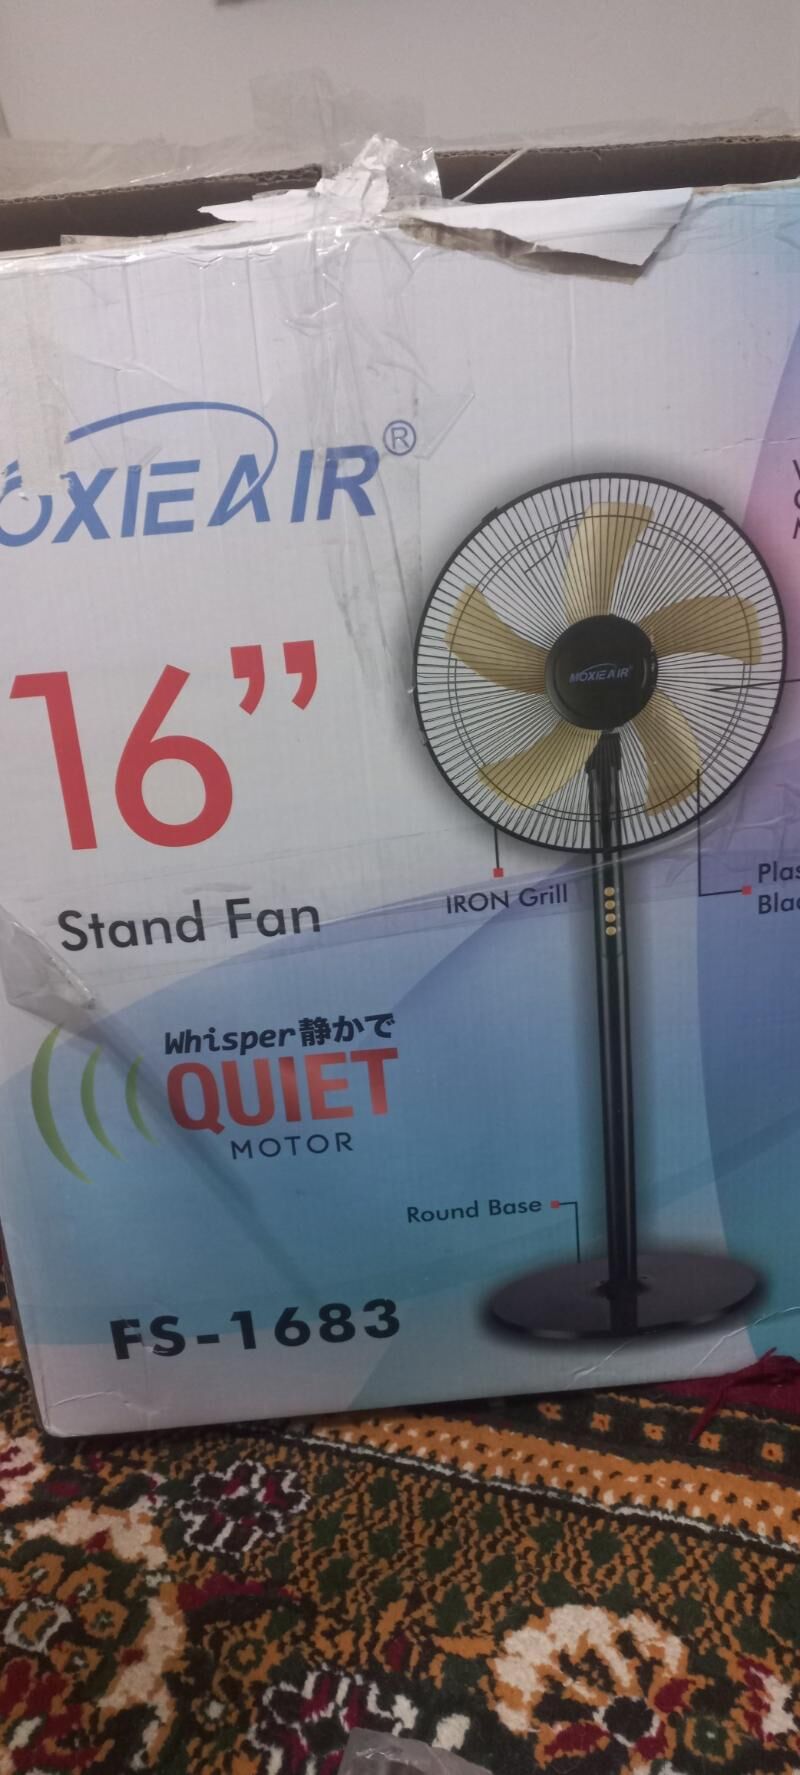 MOXIEAIR®
16”
Stand Fan
MOXIEAIR®
IRON Grill
Whisper静かで
QUIET
MOTOR
Round Base
FS-1683